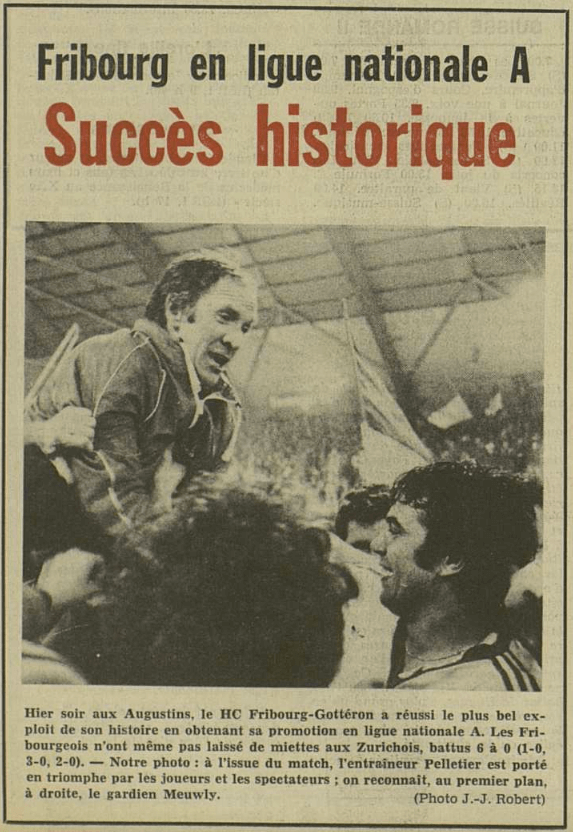 Fribourg en ligue nationale A
Succès historique
Hier soir aux Augustins, le HC Fribourg-Gottéron a réussi le plus bel ex-
ploit de son histoire en obtenant sa promotion en ligue nationale A. Les Fri-
bourgeois n'ont même pas laissé de miettes aux Zurichois, battus 6 à 0 (1-0,
3-0, 2-0). — Notre photo : à l'issue du match, l'entraîneur Pelletier est porté
en triomphe par les joueurs et les spectateurs ; on reconnaît, au premier plan,
à droite, le gardien Meuwly.
(Photo J.-J. Robert)